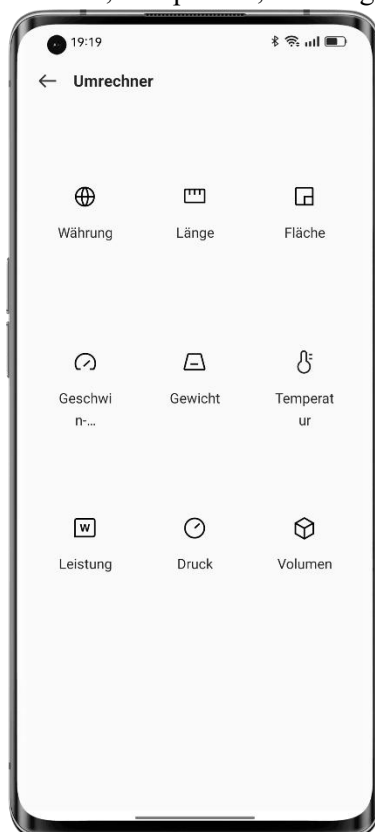 19:19
Umrechner
Währung Länge Fläche
Geschwi Gewicht Temperat
n-... ur
W
Leistung Druck Volumen